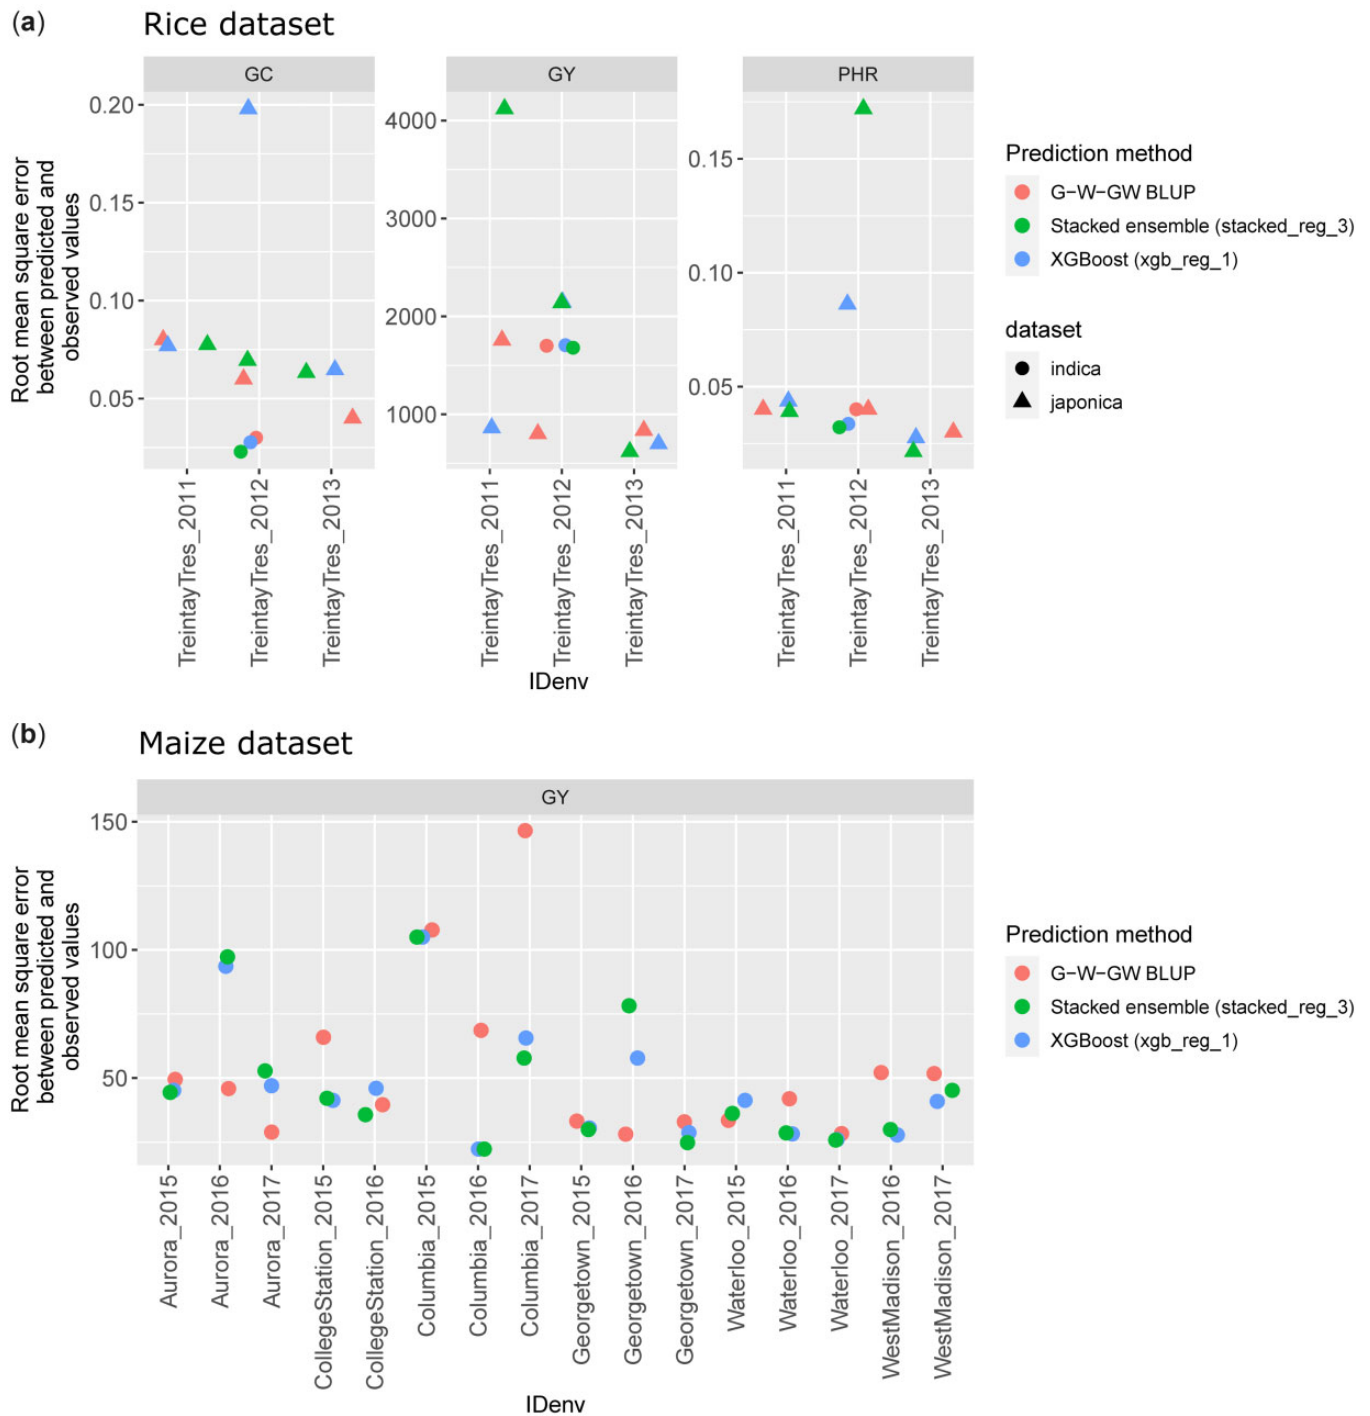 (a) Rice dataset
GC
GY
PHR
Root mean square error
between predicted and
observed values
0.20
0.15
0.10
0.05
4000
3000
2000
1000
0.15
0.10
0.05
TreintayTres_2011
TreintayTres_2012
TreintayTres_2013
TreintayTres_2011
TreintayTres_2012
TreintayTres_2013
TreintayTres_2011
TreintayTres_2012
TreintayTres_2013
IDenv
Prediction method
G−W−GW BLUP
Stacked ensemble (stacked_reg_3)
XGBoost (xgb_reg_1)
dataset
indica
japonica
(b) Maize dataset
GY
Root mean square error
between predicted and
observed values
150
100
50
Aurora_2015
Aurora_2016
Aurora_2017
CollegeStation_2015
CollegeStation_2016
Columbia_2015
Columbia_2016
Columbia_2017
Georgetown_2015
Georgetown_2016
Georgetown_2017
Waterloo_2015
Waterloo_2016
Waterloo_2017
WestMadison_2016
WestMadison_2017
IDenv
Prediction method
G−W−GW BLUP
Stacked ensemble (stacked_reg_3)
XGBoost (xgb_reg_1)